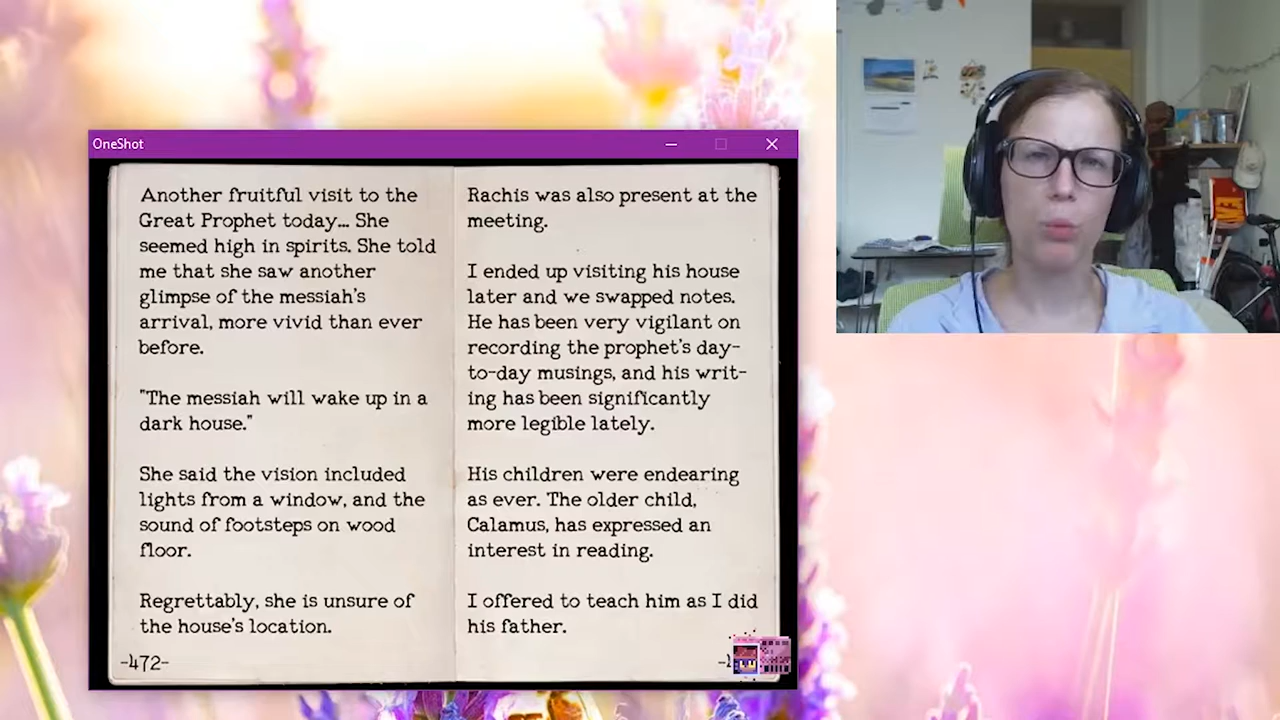 OneShot
Another fruitful visit to the
Great Prophet today... She
seemed high in spirits. She told
me that she saw another
glimpse of the messiah's
arrival, more vivid than ever
before.
"The messiah will wake up in a
dark house."
She said the vision included
lights from a window, and the
sound of footsteps on wood
floor.
Regrettably, she is unsure of
the house's location.
-472-
Rachis was also present at the
meeting.
I ended up visiting his house
later and we swapped notes.
He has been very vigilant on
recording the prophet's day-
to-day musings, and his writ-
ing has been significantly
more legible lately.
His children were endearing
as ever. The older child,
Calamus, has expressed an
interest in reading.
I offered to teach him as I did
his father.